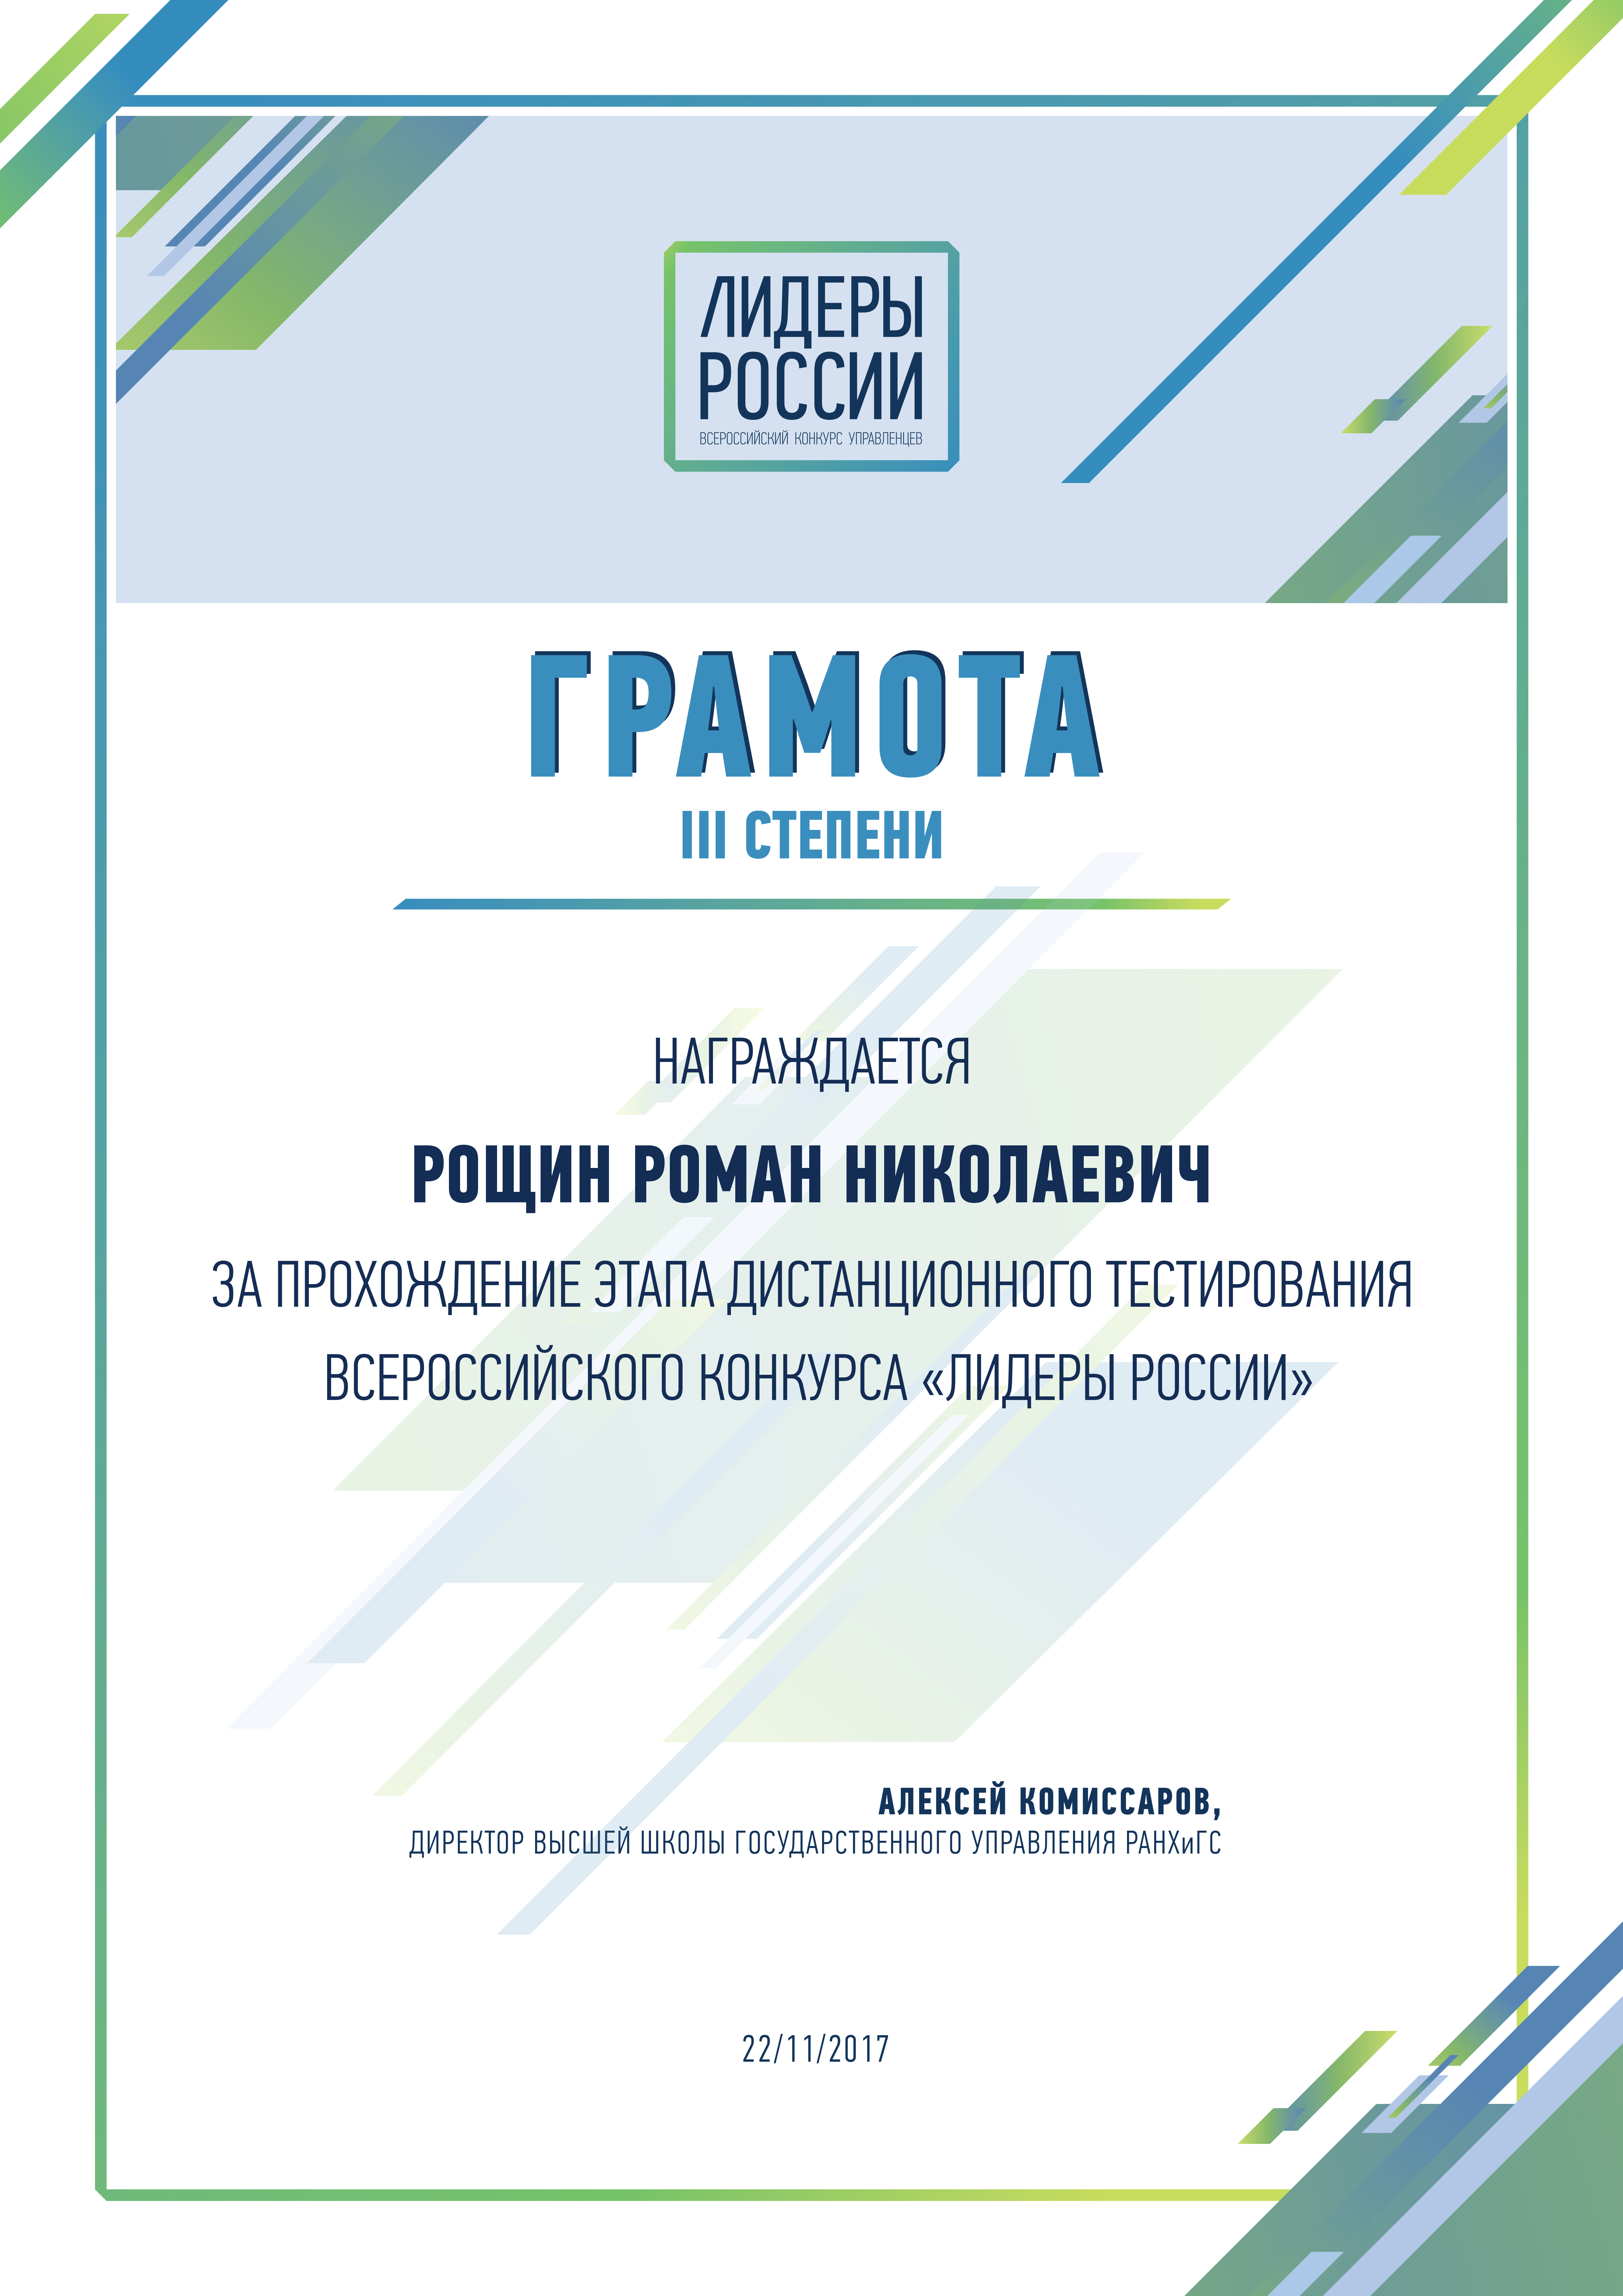 ЛИДЕРЫ
РОССИИ
ВСЕРОССИЙСКИЙ КОНКУРС УПРАВЛЕНЦЕВ
ГРАМОТА
III СТЕПЕНИ
НАГРАЖДАЕТСЯ
РОЩИН РОМАН НИКОЛАЕВИЧ
ЗА ПРОХОЖДЕНИЕ ЭТАПА ДИСТАНЦИОННОГО ТЕСТИРОВАНИЯ
ВСЕРОССИЙСКОГО КОНКУРСА «ЛИДЕРЫ РОССИИ»
АЛЕКСЕЙ КОМИССАРОВ,
ДИРЕКТОР ВЫСШЕЙ ШКОЛЫ ГОСУДАРСТВЕННОГО УПРАВЛЕНИЯ РАНХиГС
22/11/2017